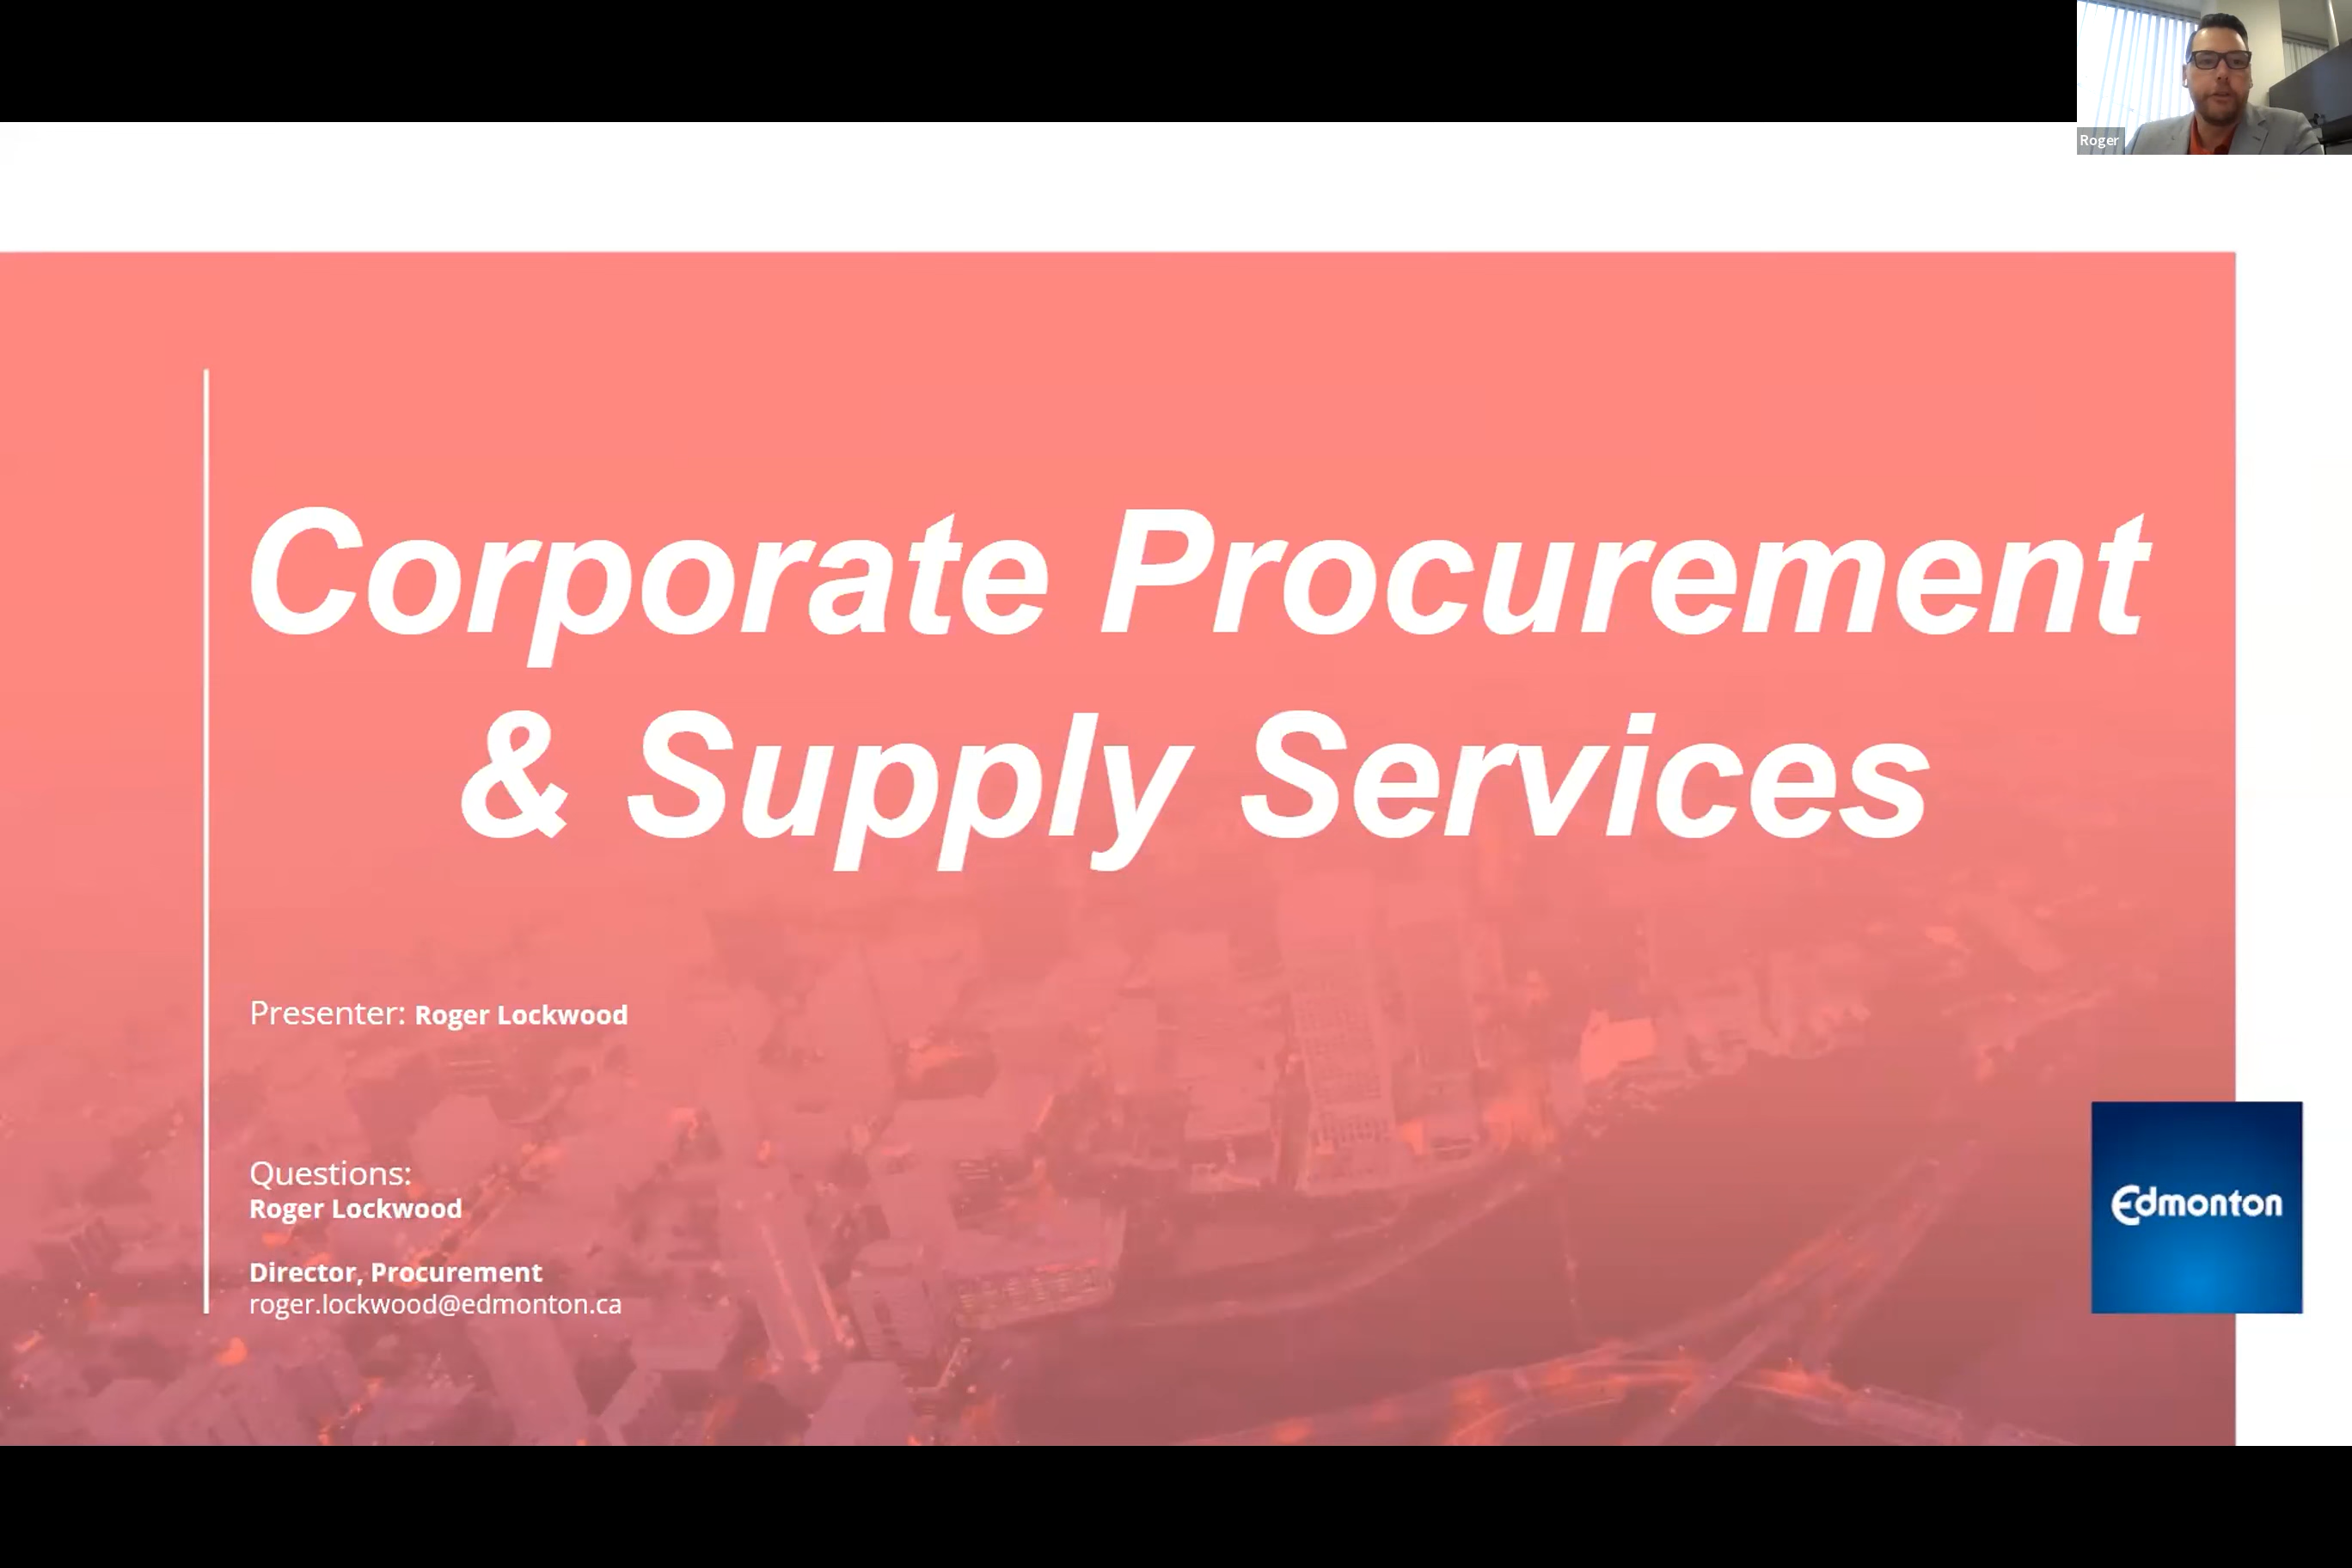 Roger
Corporate Procurement
& Supply Services
Presenter: Roger Lockwood
Questions:
Roger Lockwood
Director, Procurement
roger.lockwood@edmonton.ca
Edmonton